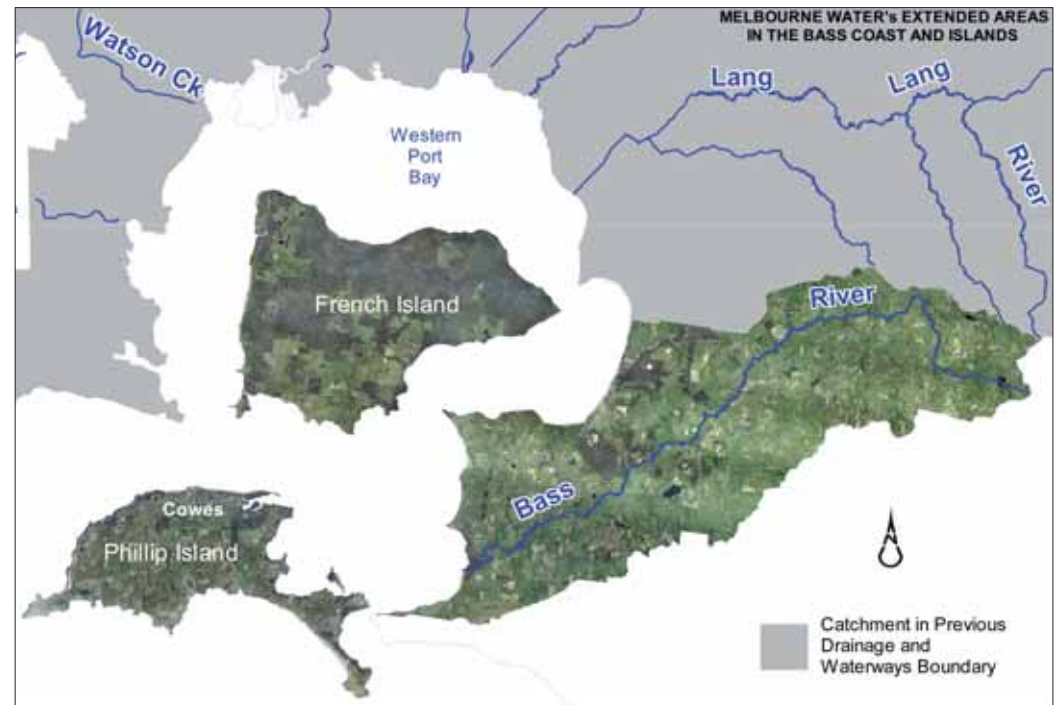 MELBOURNE WATER's EXTENDED AREAS
IN THE BASS COAST AND ISLANDS
Watson Ck
Lang
Lang
River
Western
Port
Bay
French Island
River
Bass
Cowes
Phillip Island
Catchment in Previous
Drainage and
Waterways Boundary